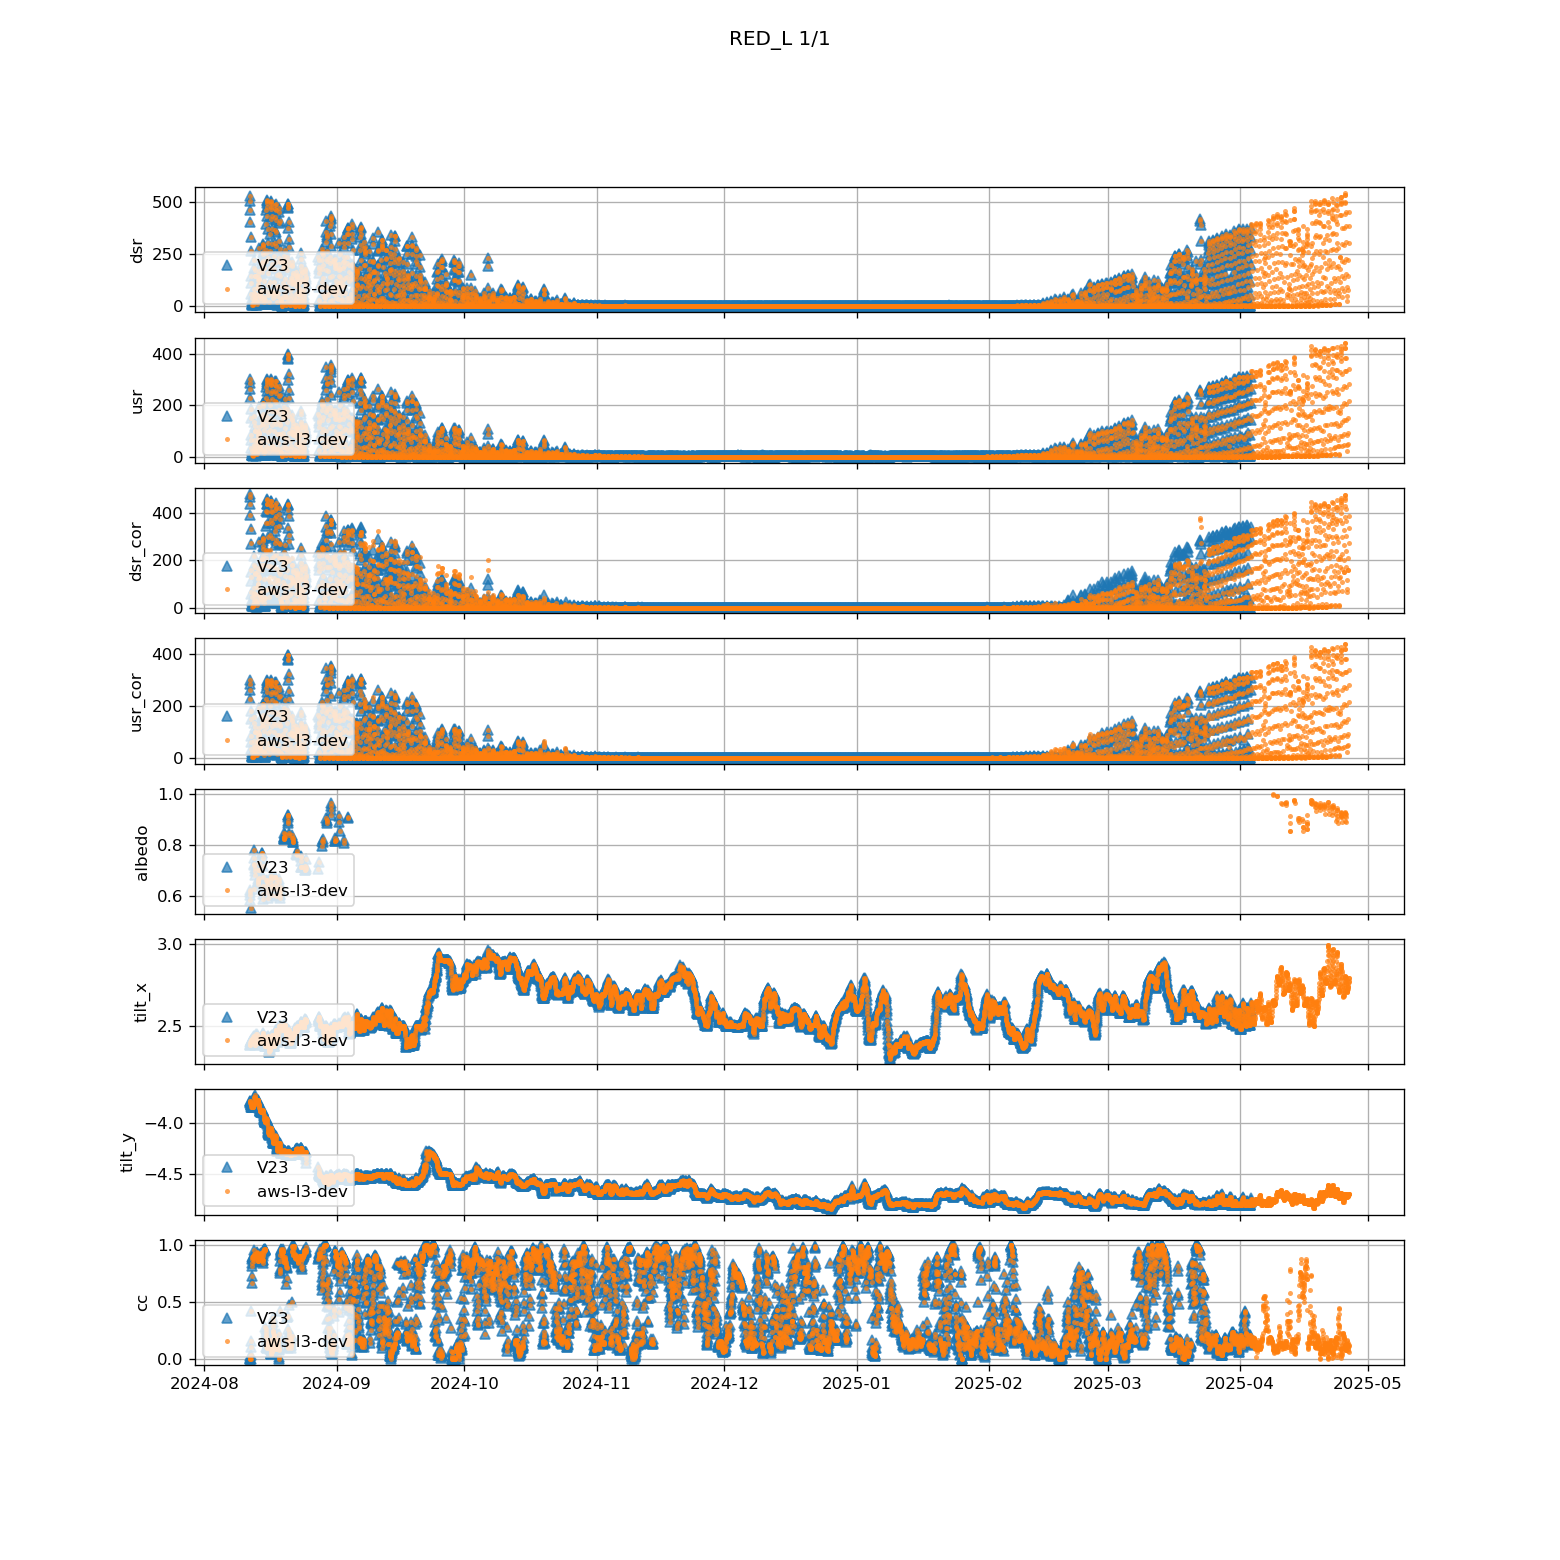 RED_L 1/1
500
250
0
dsr
V23
aws-l3-dev
400
200
0
usr
V23
aws-l3-dev
400
200
0
dsr_cor
V23
aws-l3-dev
400
200
0
usr_cor
V23
aws-l3-dev
1.0
0.8
0.6
albedo
V23
aws-l3-dev
3.0
2.5
tilt_x
V23
aws-l3-dev
−4.0
−4.5
tilt_y
V23
aws-l3-dev
1.0
0.5
0.0
cc
V23
aws-l3-dev
2024-08 2024-09 2024-10 2024-11 2024-12 2025-01 2025-02 2025-03 2025-04 2025-05